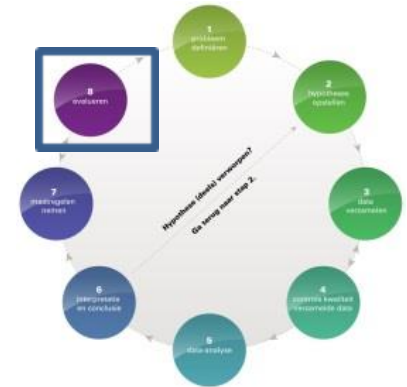 1
probleem
definiëren
2
hypothese
opstellen
3
data
verzamelen
4
controle kwaliteit
verzamelde data
5
data-analyse
6
interpretatie
en conclusie
7
maatregelen
nemen
8
evalueren
Hypothese (deels) verworpen?
Ga terug naar stap 2.